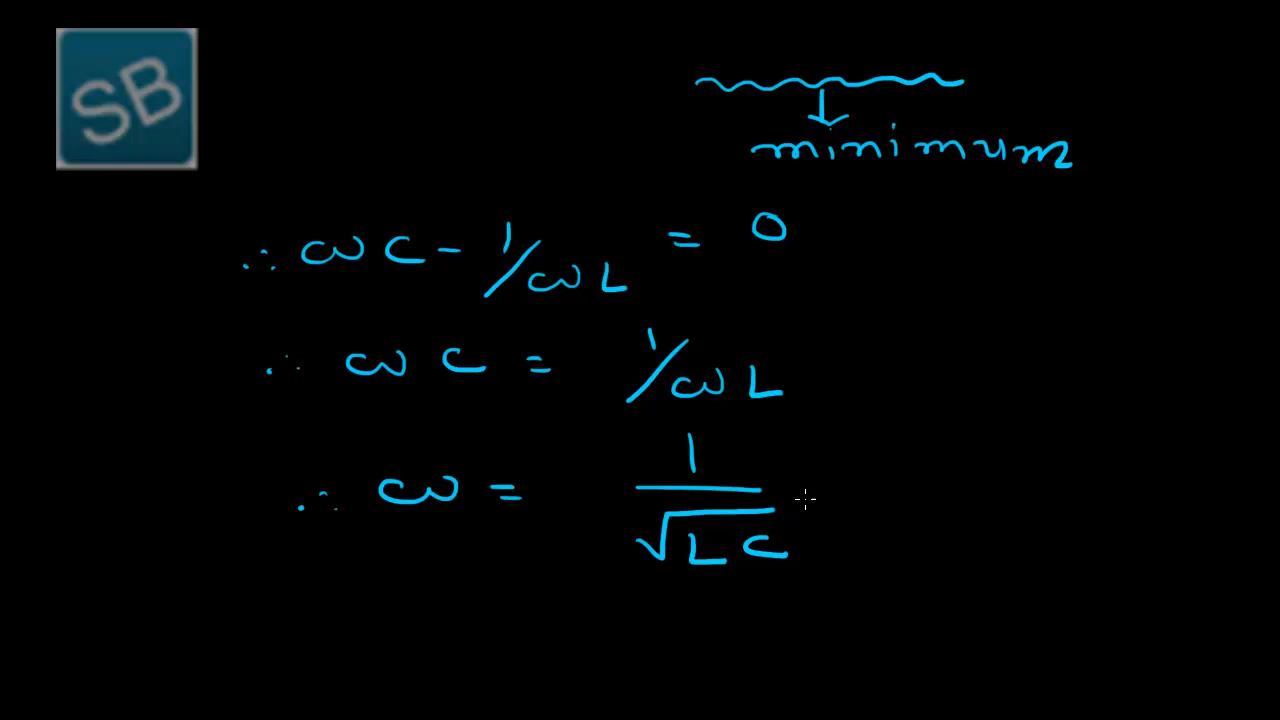 SB
minimum
∴ ωC - 1/ωL = 0
∴ ωC = 1/ωL
∴ ω = 1/√LC